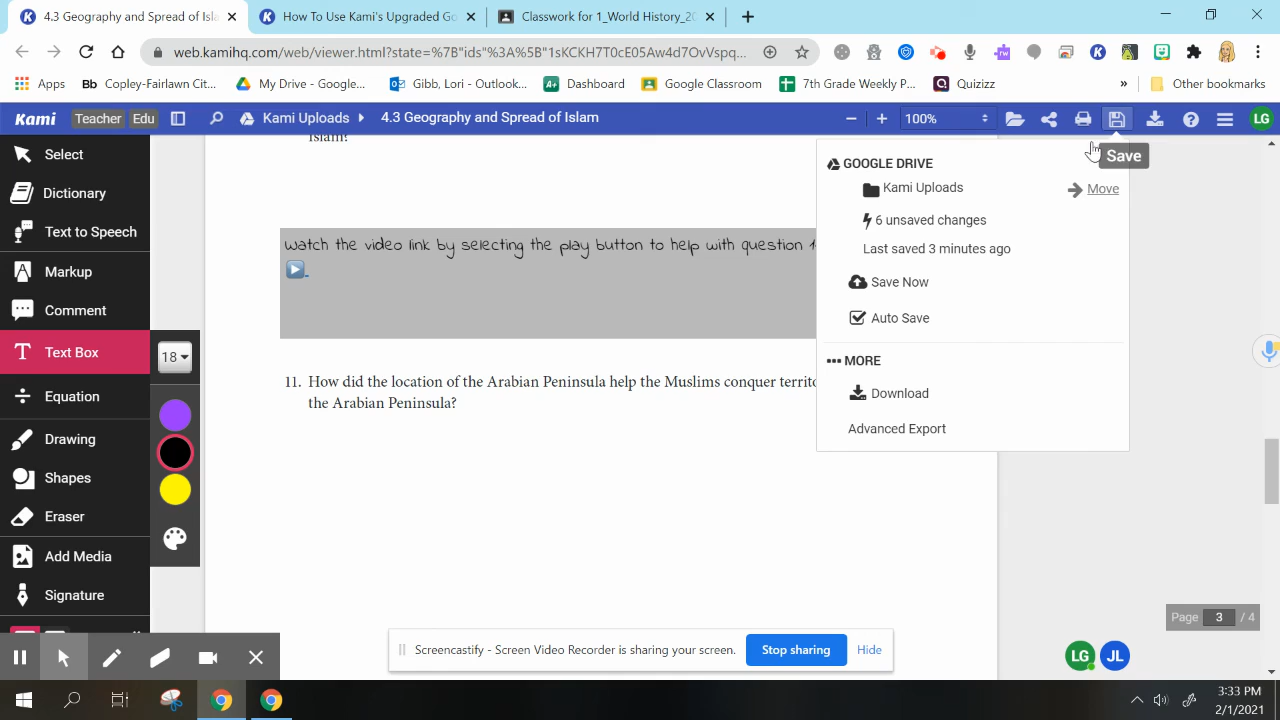 4.3 Geography and Spread of Isla
How To Use Kami's Upgraded Go
Classwork for 1_World History_20
web.kamihq.com/web/viewer.html?state=%7B"ids"%3A%5B"1sKCKH7T0cE05Aw4d7OvVspq...
Apps
Bb Copley-Fairlawn Cit...
My Drive - Google...
Gibb, Lori - Outlook...
Dashboard
Google Classroom
7th Grade Weekly P...
Quizizz
»
Other bookmarks
Kami
Teacher
Edu
Kami Uploads
4.3 Geography and Spread of Islam
100%
LG
Save
Select
Dictionary
Text to Speech
Markup
Comment
Text Box
Equation
Drawing
Shapes
Eraser
Add Media
Signature
18
Islam?
Watch the video link by selecting the play button to help with question
11. How did the location of the Arabian Peninsula help the Muslims conquer territo
the Arabian Peninsula?
GOOGLE DRIVE
Kami Uploads
Move
6 unsaved changes
Last saved 3 minutes ago
Save Now
Auto Save
MORE
Download
Advanced Export
Page 3 / 4
LG
JL
Screencastify - Screen Video Recorder is sharing your screen.
Stop sharing
Hide
3:33 PM
2/1/2021